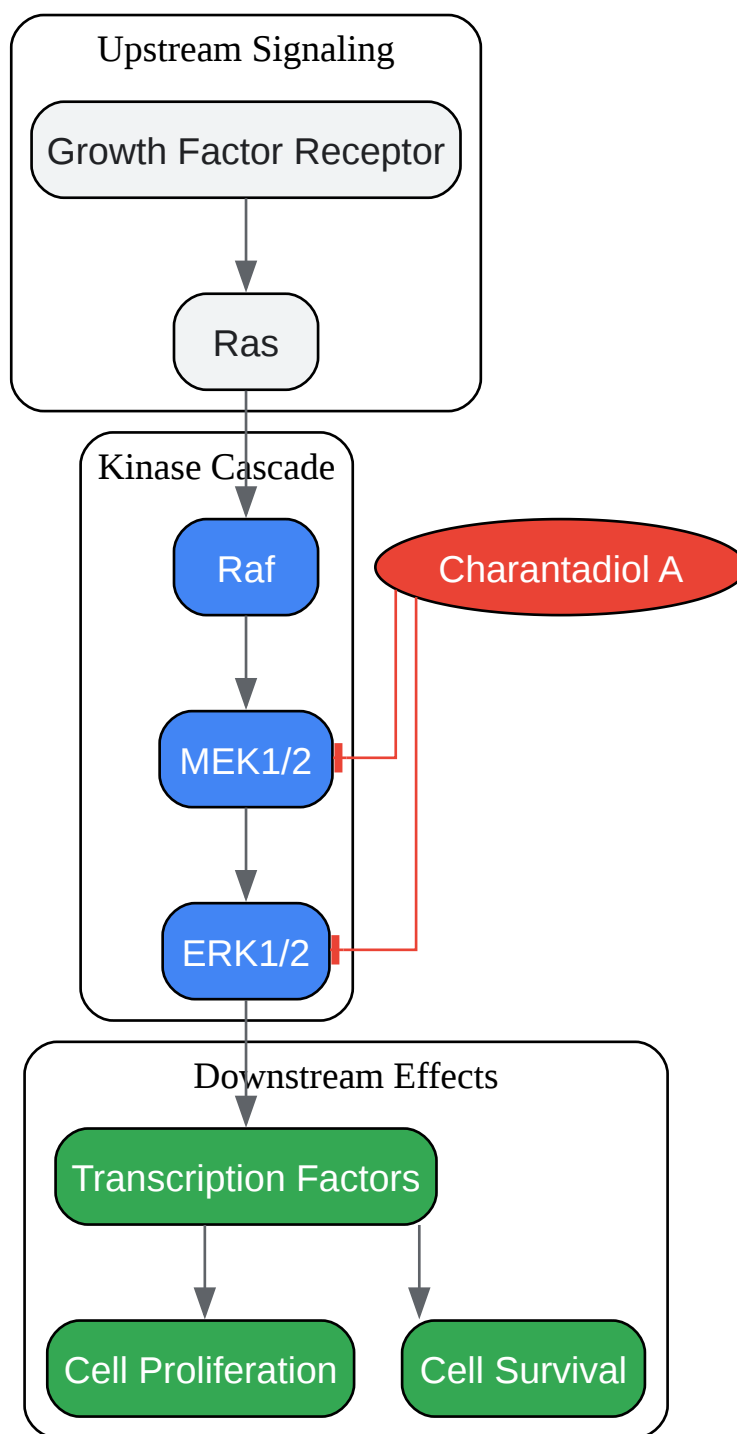 Upstream Signaling
Growth Factor Receptor
Ras
Kinase Cascade
Raf
Charantadiol A
MEK1/2
ERK1/2
Downstream Effects
Transcription Factors
Cell Proliferation
Cell Survival